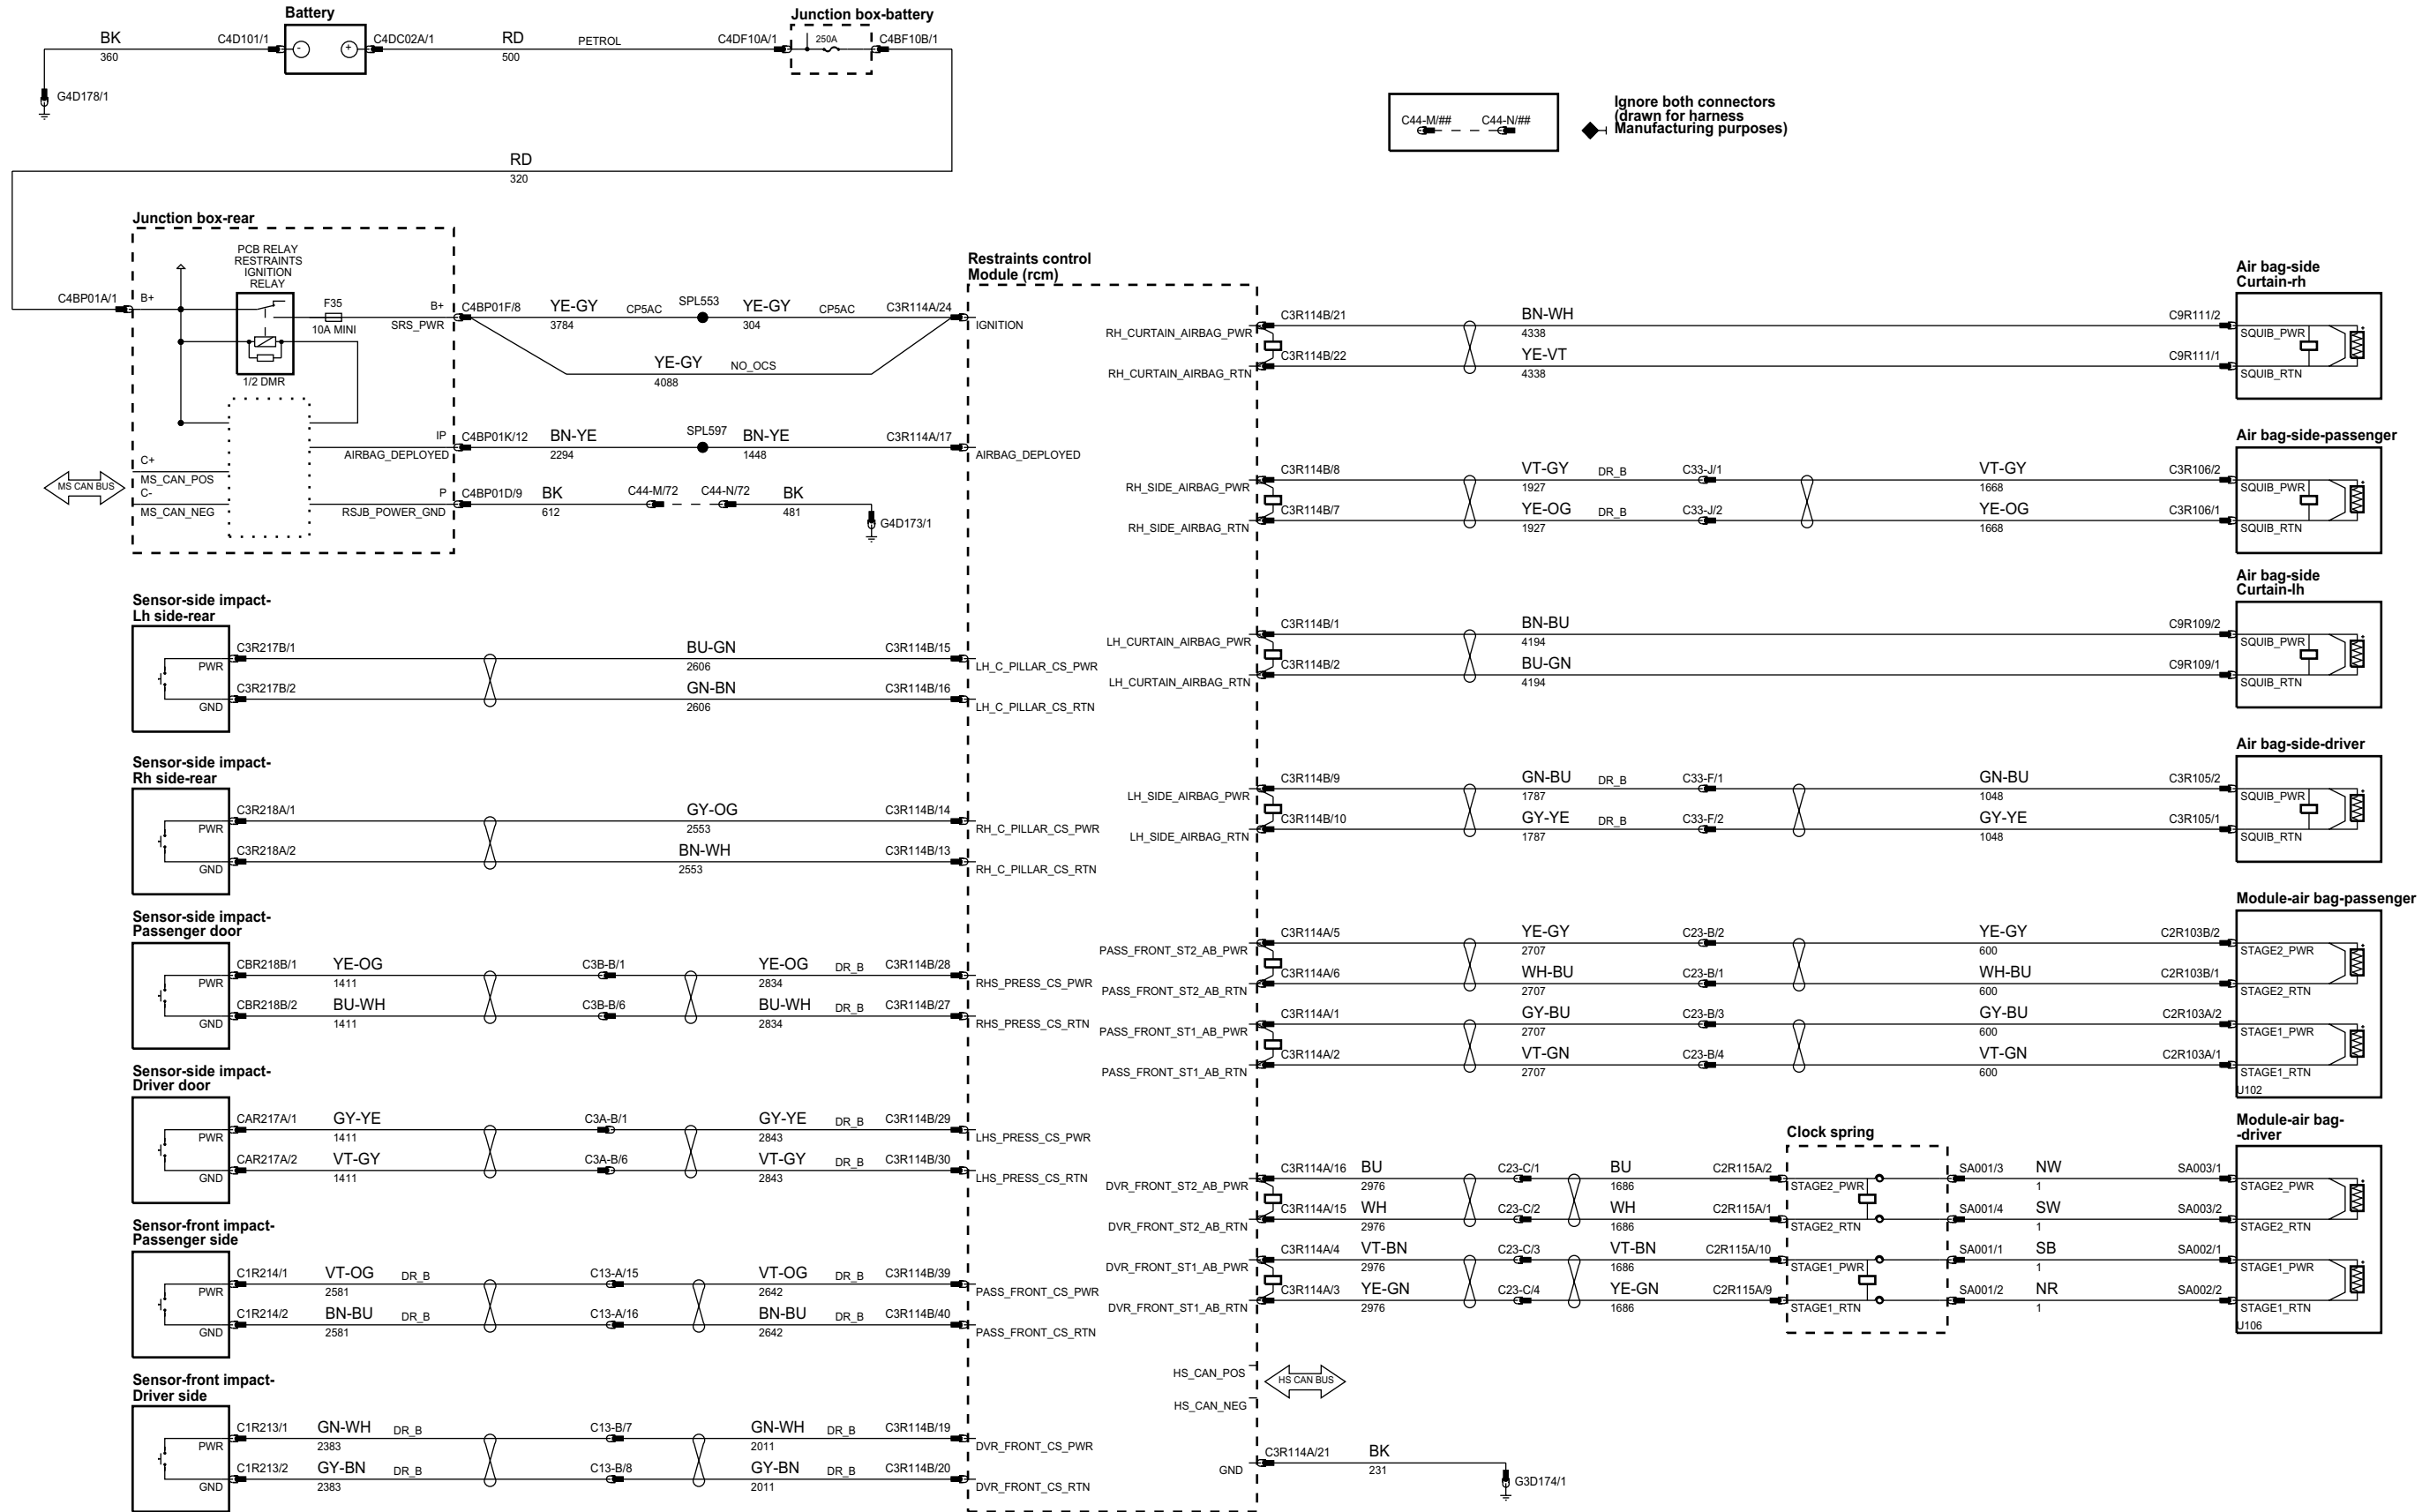 Battery
Junction box-battery
BK
360
C4D101/1
-
+
C4DC02A/1
RD
500
PETROL
C4DF10A/1
250A
C4BF10B/1
G4D178/1
RD
320
C44-M/##
C44-N/##
Ignore both connectors
(drawn for harness
Manufacturing purposes)
Junction box-rear
PCB RELAY
RESTRAINTS
IGNITION
RELAY
C4BP01A/1
B+
F35
10A MINI
1/2 DMR
B+
SRS_PWR
C4BP01F/8
YE-GY
3784
CP5AC
SPL553
YE-GY
304
CP5AC
C3R114A/24
IGNITION
YE-GY
4088
NO_OCS
IP
AIRBAG_DEPLOYED
C4BP01K/12
BN-YE
2294
SPL597
BN-YE
1448
C3R114A/17
AIRBAG_DEPLOYED
MS CAN BUS
C+
MS_CAN_POS
C-
MS_CAN_NEG
P
RSJB_POWER_GND
C4BP01D/9
BK
612
C44-M/72
C44-N/72
BK
481
G4D173/1
Restraints control
Module (rcm)
Sensor-side impact-
Lh side-rear
PWR
C3R217B/1
BU-GN
2606
C3R114B/15
LH_C_PILLAR_CS_PWR
GND
C3R217B/2
GN-BN
2606
C3R114B/16
LH_C_PILLAR_CS_RTN
Sensor-side impact-
Rh side-rear
PWR
C3R218A/1
GY-OG
2553
C3R114B/14
RH_C_PILLAR_CS_PWR
GND
C3R218A/2
BN-WH
2553
C3R114B/13
RH_C_PILLAR_CS_RTN
Sensor-side impact-
Passenger door
PWR
CBR218B/1
YE-OG
1411
C3B-B/1
YE-OG
2834
DR_B
C3R114B/28
RHS_PRESS_CS_PWR
GND
CBR218B/2
BU-WH
1411
C3B-B/6
BU-WH
2834
DR_B
C3R114B/27
RHS_PRESS_CS_RTN
Sensor-side impact-
Driver door
PWR
CAR217A/1
GY-YE
1411
C3A-B/1
GY-YE
2843
DR_B
C3R114B/29
LHS_PRESS_CS_PWR
GND
CAR217A/2
VT-GY
1411
C3A-B/6
VT-GY
2843
DR_B
C3R114B/30
LHS_PRESS_CS_RTN
Sensor-front impact-
Passenger side
PWR
C1R214/1
VT-OG
2581
DR_B
C13-A/15
VT-OG
2642
DR_B
C3R114B/39
PASS_FRONT_CS_PWR
GND
C1R214/2
BN-BU
2581
DR_B
C13-A/16
BN-BU
2642
DR_B
C3R114B/40
PASS_FRONT_CS_RTN
Sensor-front impact-
Driver side
PWR
C1R213/1
GN-WH
2383
DR_B
C13-B/7
GN-WH
2011
DR_B
C3R114B/19
DVR_FRONT_CS_PWR
GND
C1R213/2
GY-BN
2383
DR_B
C13-B/8
GY-BN
2011
DR_B
C3R114B/20
DVR_FRONT_CS_RTN
Air bag-side
Curtain-rh
RH_CURTAIN_AIRBAG_PWR
C3R114B/21
BN-WH
4338
C9R111/2
SQUIB_PWR
RH_CURTAIN_AIRBAG_RTN
C3R114B/22
YE-VT
4338
C9R111/1
SQUIB_RTN
Air bag-side-passenger
RH_SIDE_AIRBAG_PWR
C3R114B/8
VT-GY
1927
DR_B
C33-J/1
VT-GY
1668
C3R106/2
SQUIB_PWR
RH_SIDE_AIRBAG_RTN
C3R114B/7
YE-OG
1927
DR_B
C33-J/2
YE-OG
1668
C3R106/1
SQUIB_RTN
Air bag-side
Curtain-lh
LH_CURTAIN_AIRBAG_PWR
C3R114B/1
BN-BU
4194
C9R109/2
SQUIB_PWR
LH_CURTAIN_AIRBAG_RTN
C3R114B/2
BU-GN
4194
C9R109/1
SQUIB_RTN
Air bag-side-driver
LH_SIDE_AIRBAG_PWR
C3R114B/9
GN-BU
1787
DR_B
C33-F/1
GN-BU
1048
C3R105/2
SQUIB_PWR
LH_SIDE_AIRBAG_RTN
C3R114B/10
GY-YE
1787
DR_B
C33-F/2
GY-YE
1048
C3R105/1
SQUIB_RTN
Module-air bag-passenger
PASS_FRONT_ST2_AB_PWR
C3R114A/5
YE-GY
2707
C23-B/2
YE-GY
600
C2R103B/2
STAGE2_PWR
PASS_FRONT_ST2_AB_RTN
C3R114A/6
WH-BU
2707
C23-B/1
WH-BU
600
C2R103B/1
STAGE2_RTN
PASS_FRONT_ST1_AB_PWR
C3R114A/1
GY-BU
2707
C23-B/3
GY-BU
600
C2R103A/2
STAGE1_PWR
PASS_FRONT_ST1_AB_RTN
C3R114A/2
VT-GN
2707
C23-B/4
VT-GN
600
C2R103A/1
STAGE1_RTN
U102
Clock spring
Module-air bag-
-driver
DVR_FRONT_ST2_AB_PWR
C3R114A/16
BU
2976
C23-C/1
BU
1686
C2R115A/2
STAGE2_PWR
SA001/3
NW
1
SA003/1
STAGE2_PWR
DVR_FRONT_ST2_AB_RTN
C3R114A/15
WH
2976
C23-C/2
WH
1686
C2R115A/1
STAGE2_RTN
SA001/4
SW
1
SA003/2
STAGE2_RTN
DVR_FRONT_ST1_AB_PWR
C3R114A/4
VT-BN
2976
C23-C/3
VT-BN
1686
C2R115A/10
STAGE1_PWR
SA001/1
SB
1
SA002/1
STAGE1_PWR
DVR_FRONT_ST1_AB_RTN
C3R114A/3
YE-GN
2976
C23-C/4
YE-GN
1686
C2R115A/9
STAGE1_RTN
SA001/2
NR
1
SA002/2
STAGE1_RTN
U106
HS_CAN_POS
HS CAN BUS
HS_CAN_NEG
GND
C3R114A/21
BK
231
G3D174/1